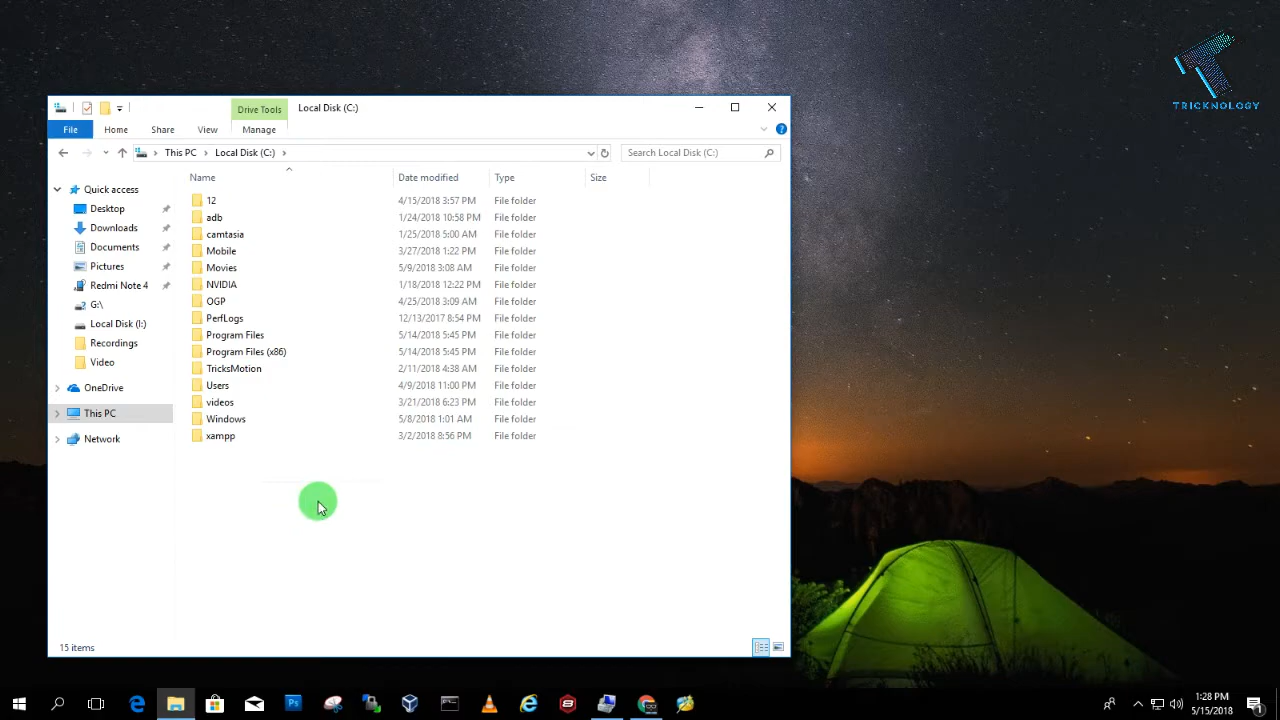 TRICKNOLOGY
Drive Tools
Local Disk (C:)
File
Home
Share
View
Manage
This PC
Local Disk (C:)
Search Local Disk (C:)
Name
Date modified
Type
Size
Quick access
Desktop
Downloads
Documents
Pictures
Redmi Note 4
G:\
Local Disk (I:)
Recordings
Video
OneDrive
This PC
Network
12 4/15/2018 3:57 PM File folder
adb 1/24/2018 10:58 PM File folder
camtasia 1/25/2018 5:00 AM File folder
Mobile 3/27/2018 1:22 PM File folder
Movies 5/9/2018 3:08 AM File folder
NVIDIA 1/18/2018 12:22 PM File folder
OGP 4/25/2018 3:09 AM File folder
PerfLogs 12/13/2017 8:54 PM File folder
Program Files 5/14/2018 5:45 PM File folder
Program Files (x86) 5/14/2018 5:45 PM File folder
TricksMotion 2/11/2018 4:38 AM File folder
Users 4/9/2018 11:00 PM File folder
videos 3/21/2018 6:23 PM File folder
Windows 5/8/2018 1:01 AM File folder
xampp 3/2/2018 8:56 PM File folder
15 items
Ps
1:28 PM
5/15/2018
1